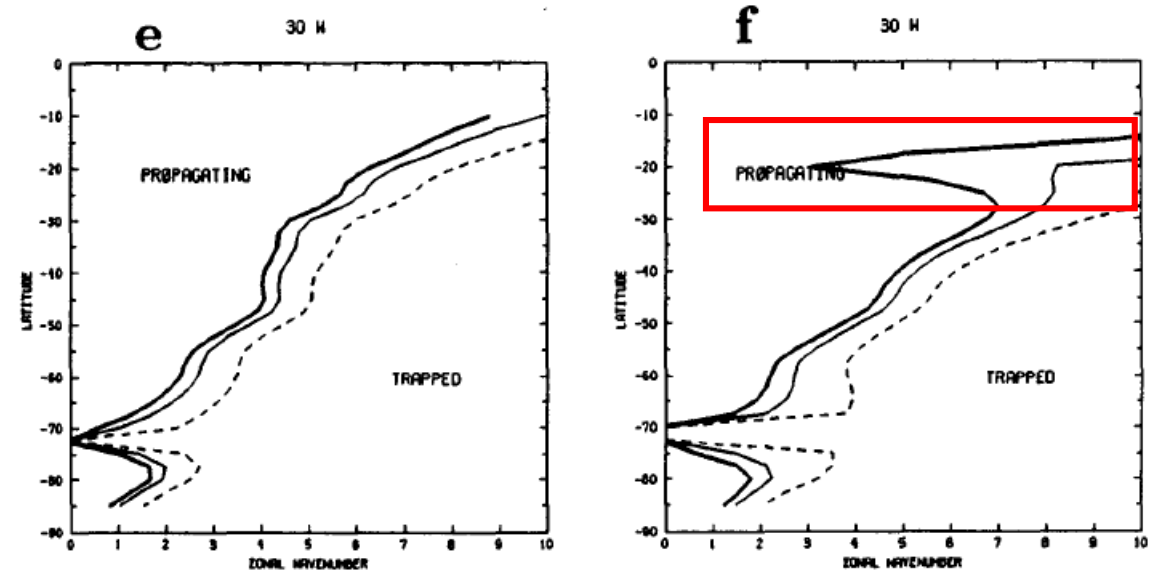 e
30 W
0
-10
-20
-30
-40
-50
-60
-70
-80
-90
LATITUDE
PRØPAGATING
TRAPPED
0 1 2 3 4 5 6 7 8 9 10
ZONAL WAVENUMBER
f
30 W
0
-10
-20
-30
-40
-50
-60
-70
-80
-90
LATITUDE
PRØPAGATING
TRAPPED
0 1 2 3 4 5 6 7 8 9 10
ZONAL WAVENUMBER